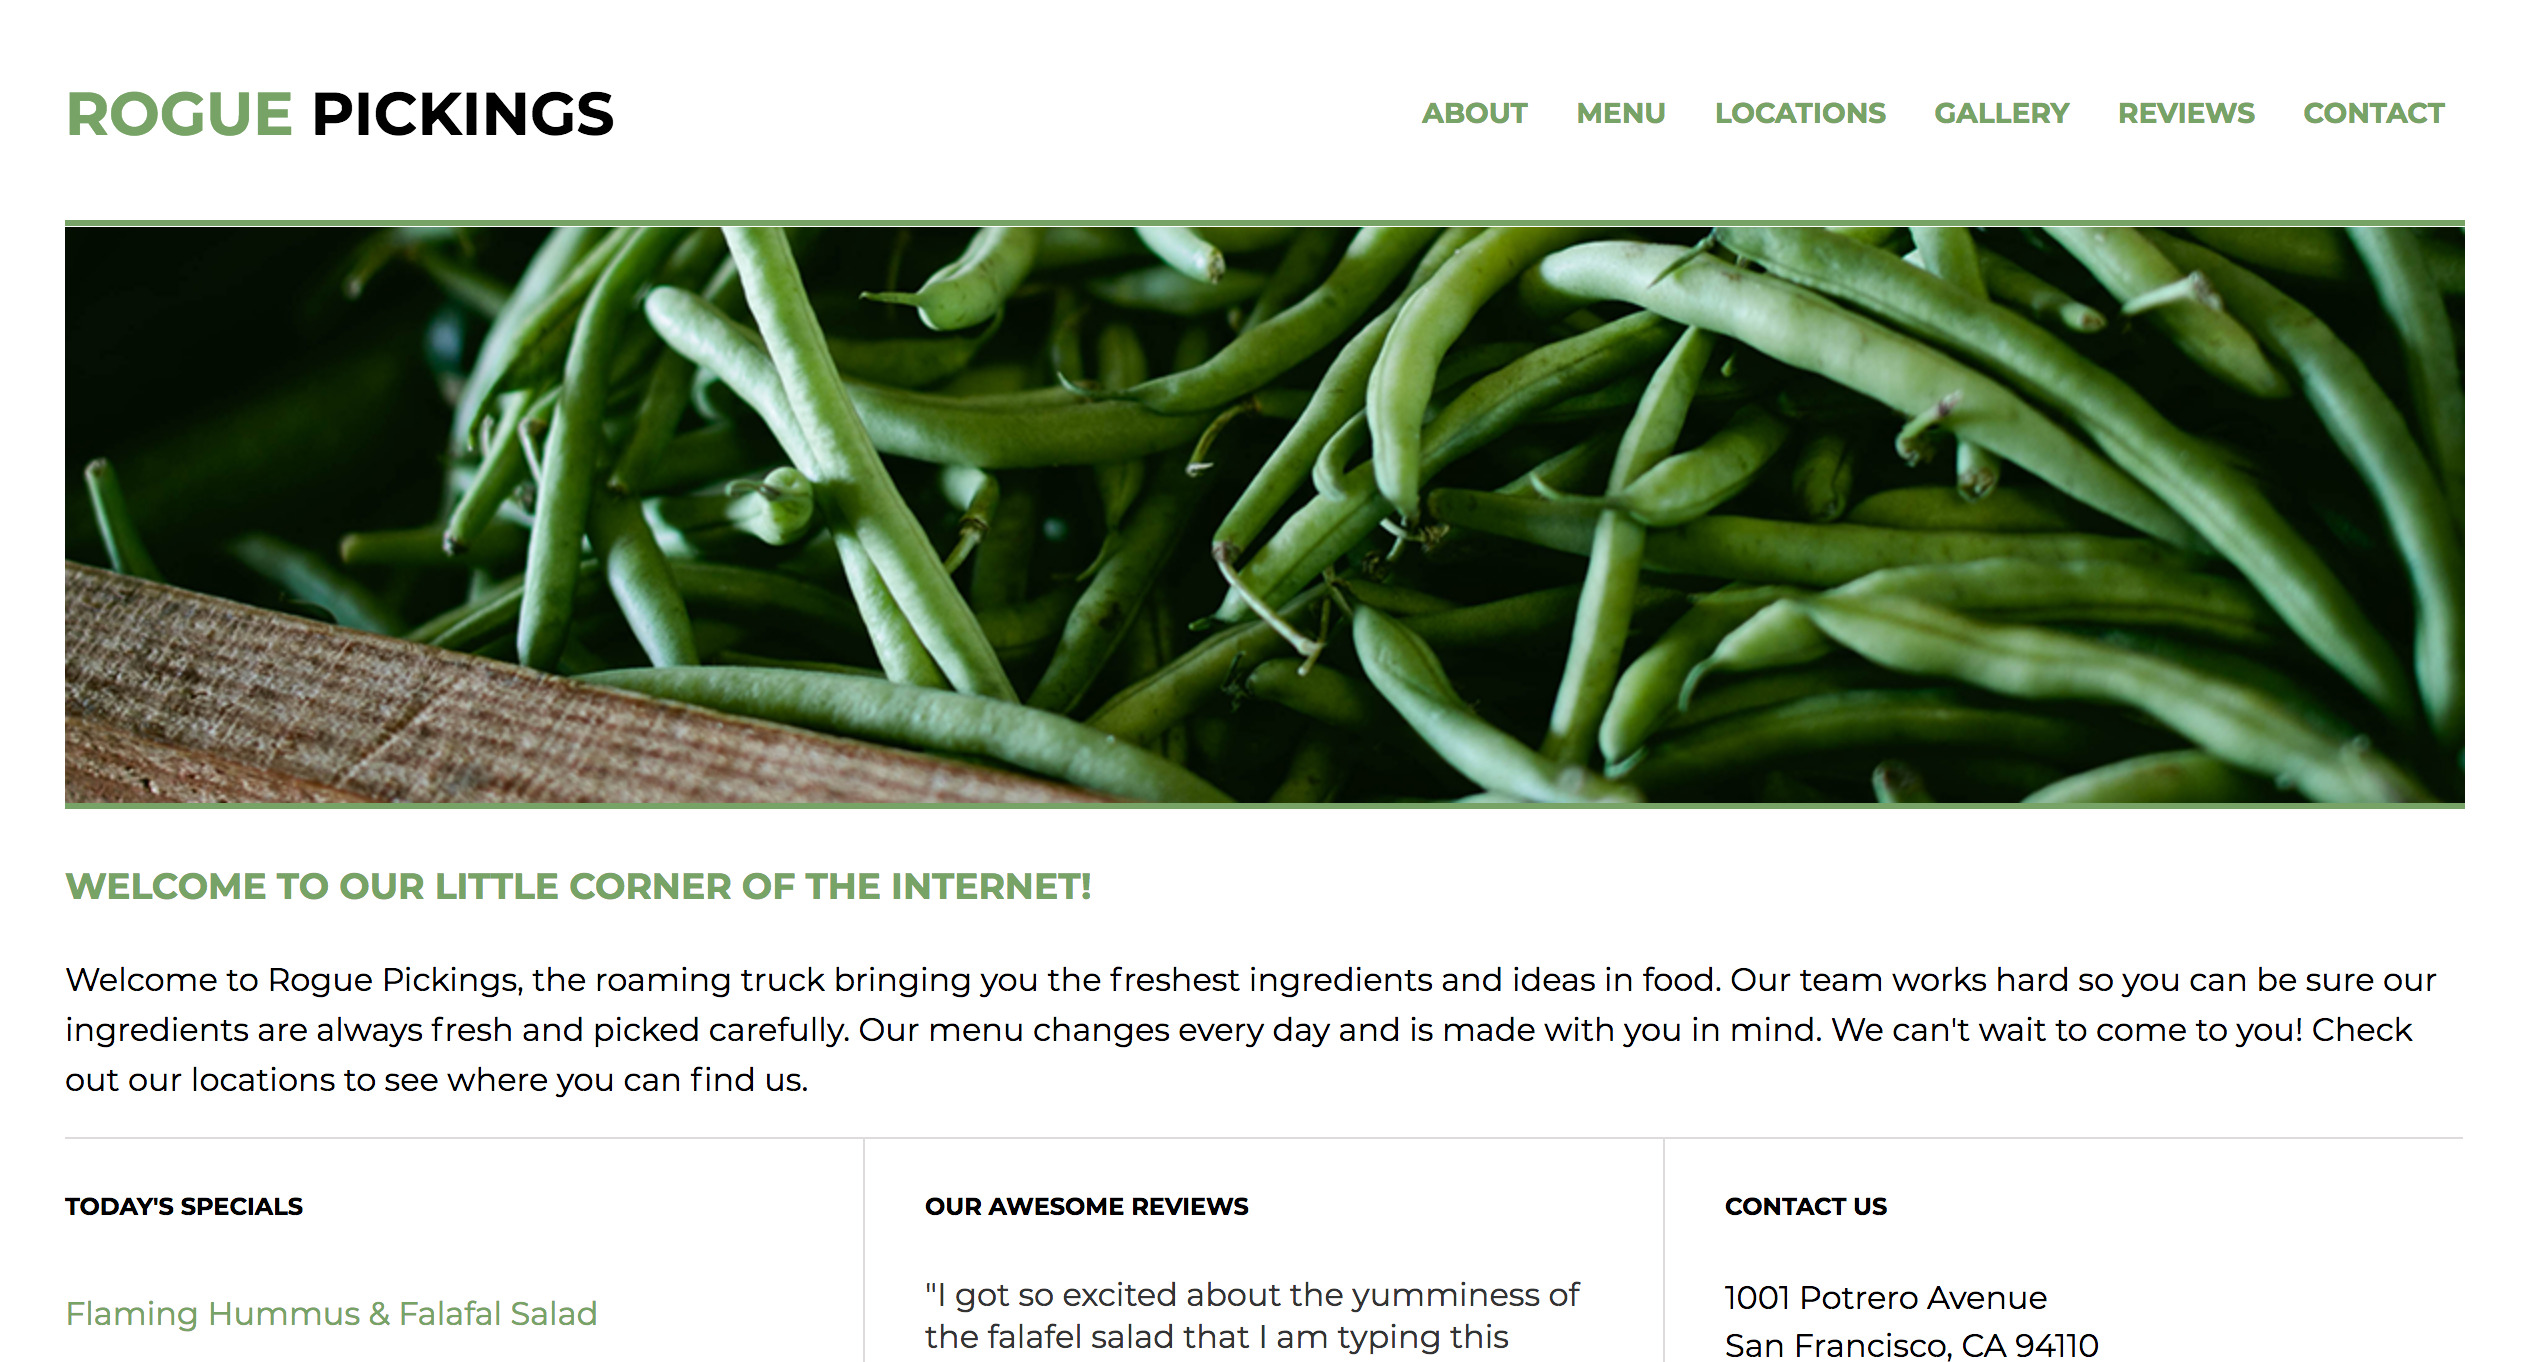 ROGUE PICKINGS
ABOUT MENU LOCATIONS GALLERY REVIEWS CONTACT
WELCOME TO OUR LITTLE CORNER OF THE INTERNET!
Welcome to Rogue Pickings, the roaming truck bringing you the freshest ingredients and ideas in food. Our team works hard so you can be sure our
ingredients are always fresh and picked carefully. Our menu changes every day and is made with you in mind. We can't wait to come to you! Check
out our locations to see where you can find us.
TODAY'S SPECIALS
Flaming Hummus & Falafal Salad
OUR AWESOME REVIEWS
"I got so excited about the yumminess of
the falafel salad that I am typing this
CONTACT US
1001 Potrero Avenue
San Francisco, CA 94110